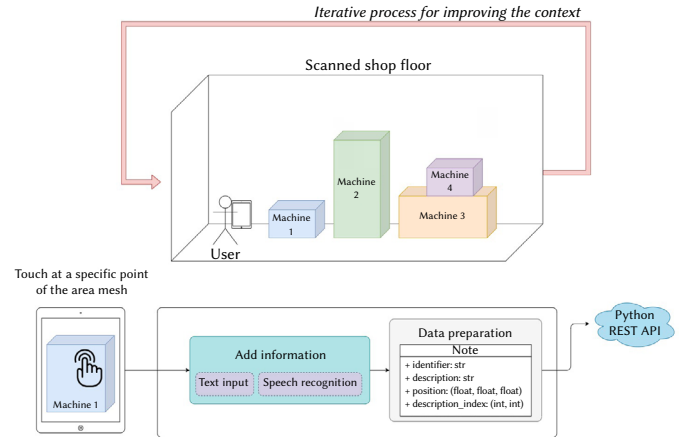 Iterative process for improving the context
Scanned shop floor
Machine
2
Machine
4
Machine
1
Machine 3
User
Touch at a specific point
of the area mesh
Machine 1
Add information
Text input
Speech recognition
Data preparation
Note
+ identifier: str
+ description: str
+ position: (float, float, float)
+ description_index: (int, int)
Python
REST API